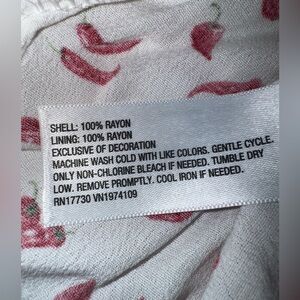 SHELL: 100% RAYON
LINING: 100% RAYON
EXCLUSIVE OF DECORATION
MACHINE WASH COLD WITH LIKE COLORS. GENTLE CYCLE.
ONLY NON-CHLORINE BLEACH IF NEEDED. TUMBLE DRY
LOW. REMOVE PROMPTLY. COOL IRON IF NEEDED.
RN17730 VN1974109